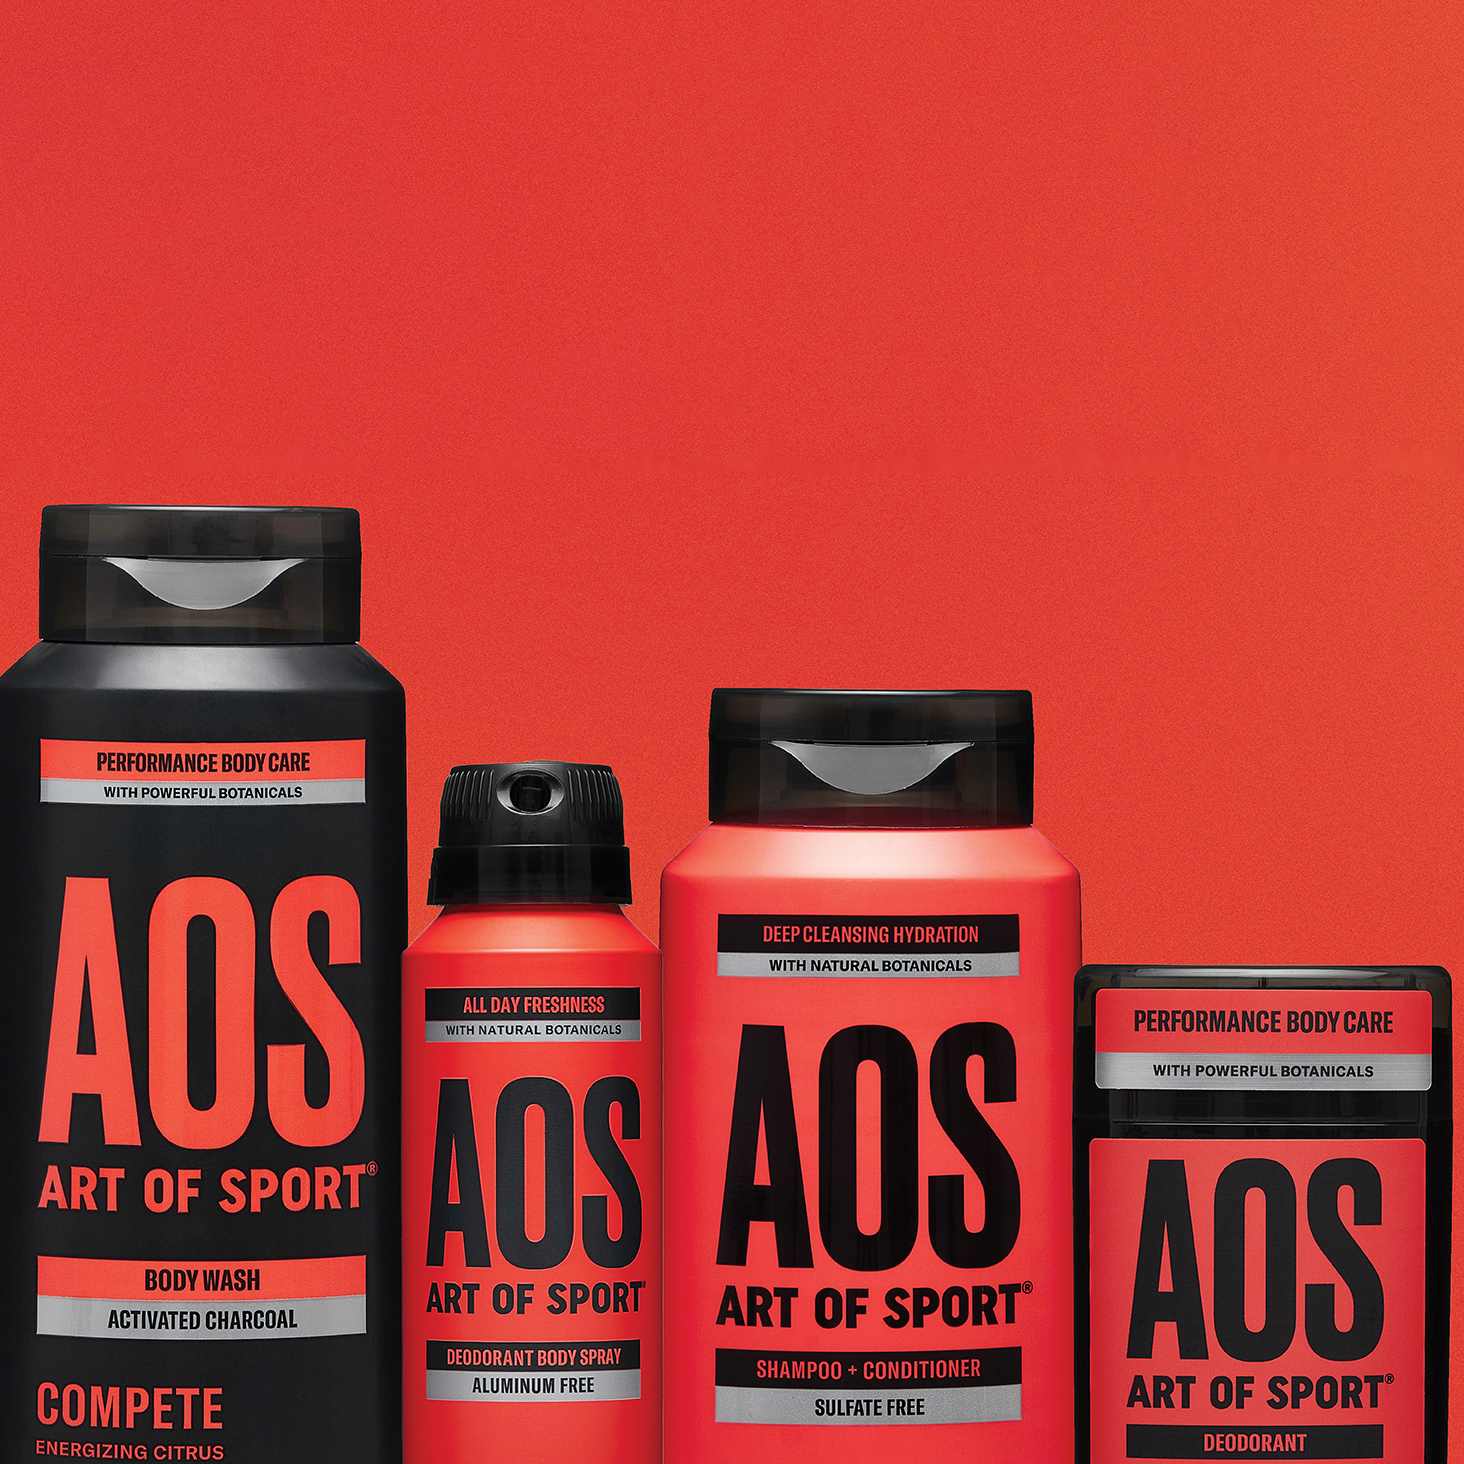 PERFORMANCE BODY CARE
WITH POWERFUL BOTANICALS
AOS
ART OF SPORT®
BODY WASH
ACTIVATED CHARCOAL
COMPETE
ENERGIZING CITRUS
ALL DAY FRESHNESS
WITH NATURAL BOTANICALS
AOS
ART OF SPORT®
DEODORANT BODY SPRAY
ALUMINUM FREE
DEEP CLEANSING HYDRATION
WITH NATURAL BOTANICALS
AOS
ART OF SPORT®
SHAMPOO + CONDITIONER
SULFATE FREE
PERFORMANCE BODY CARE
WITH POWERFUL BOTANICALS
AOS
ART OF SPORT®
DEODORANT